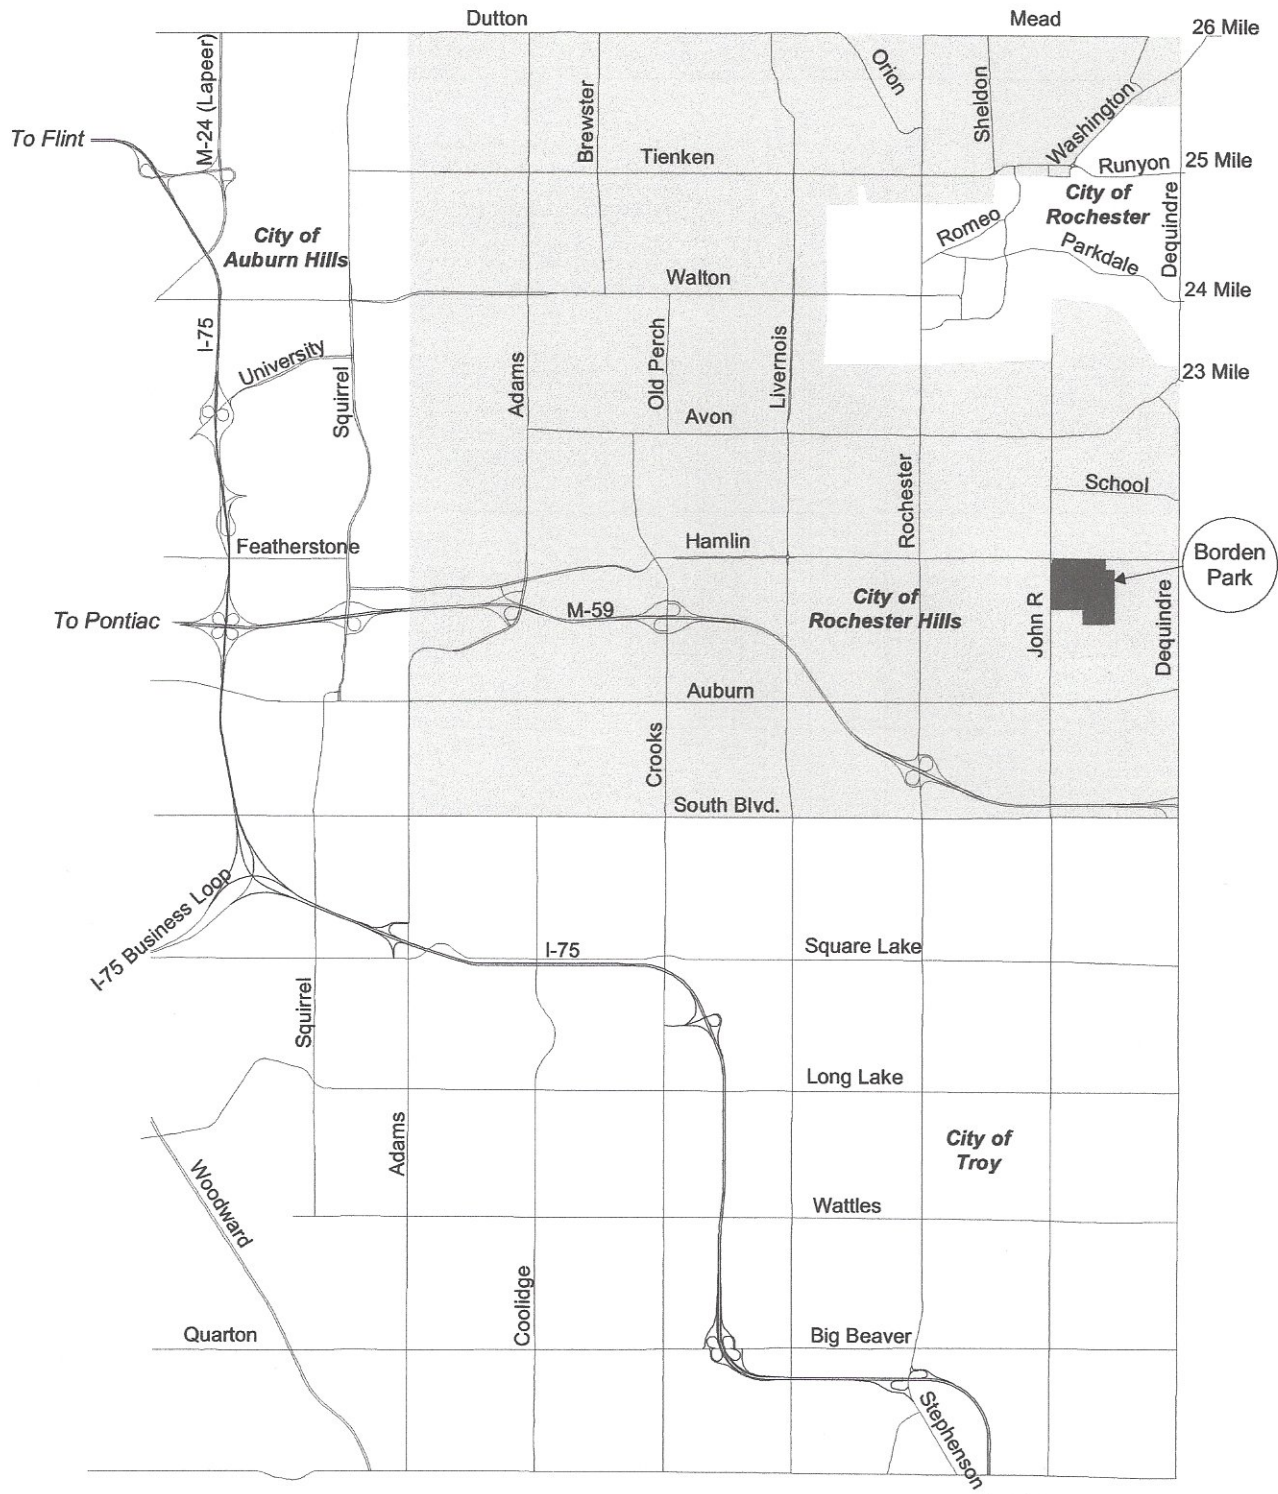 Dutton
Mead
26 Mile
M-24 (Lapeer)
Orion
Sheldon
Brewster
Washington
To Flint
Tienken
Runyon
25 Mile
City of
Rochester
Dequindre
City of
Auburn Hills
Romeo
Parkdale
Walton
24 Mile
I-75
University
Squirrel
Adams
Old Perch
Livernois
23 Mile
Avon
Rochester
School
Featherstone
Hamlin
Borden
Park
To Pontiac
M-59
City of
Rochester Hills
John R
Dequindre
Auburn
Crooks
South Blvd.
I-75 Business Loop
I-75
Square Lake
Squirrel
Long Lake
Adams
City of
Troy
Woodward
Wattles
Coolidge
Quarton
Big Beaver
Stephenson